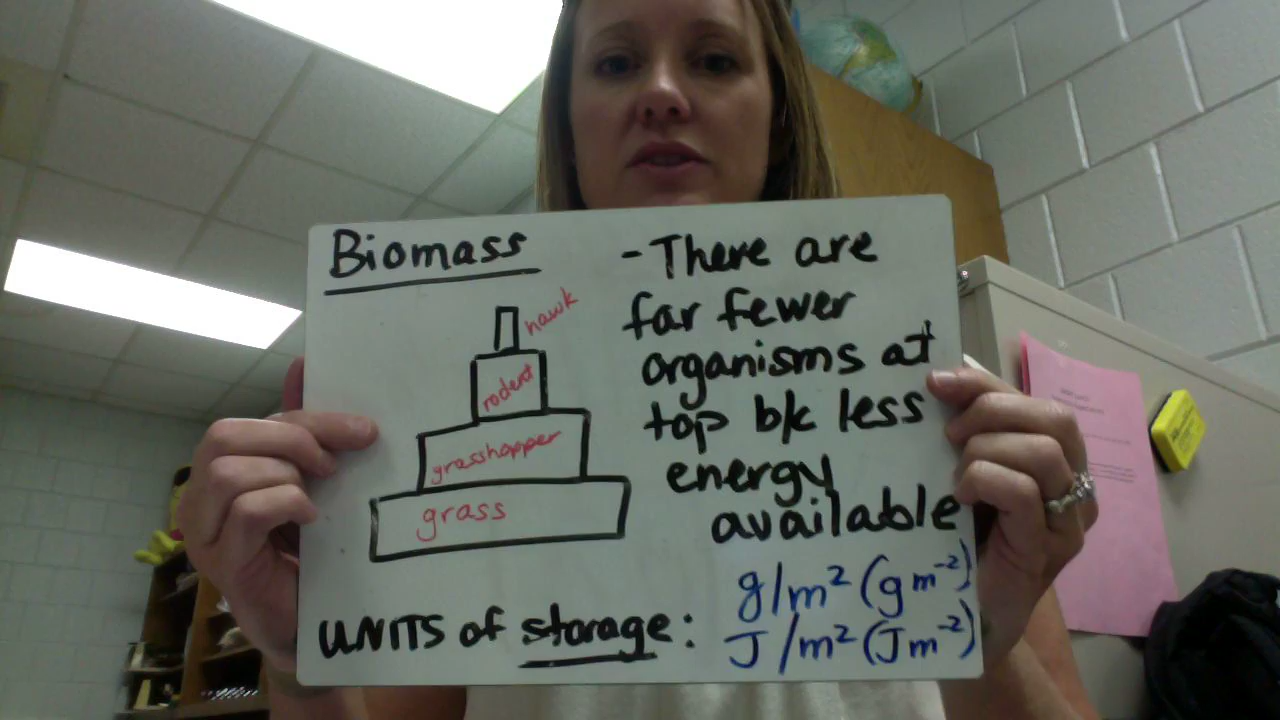 Biomass
hawk
rodent
grasshopper
grass
- There are
far fewer
organisms at
top b/c less
energy
available
UNITS of storage: g/m² (gm⁻²)
J/m² (Jm⁻²)